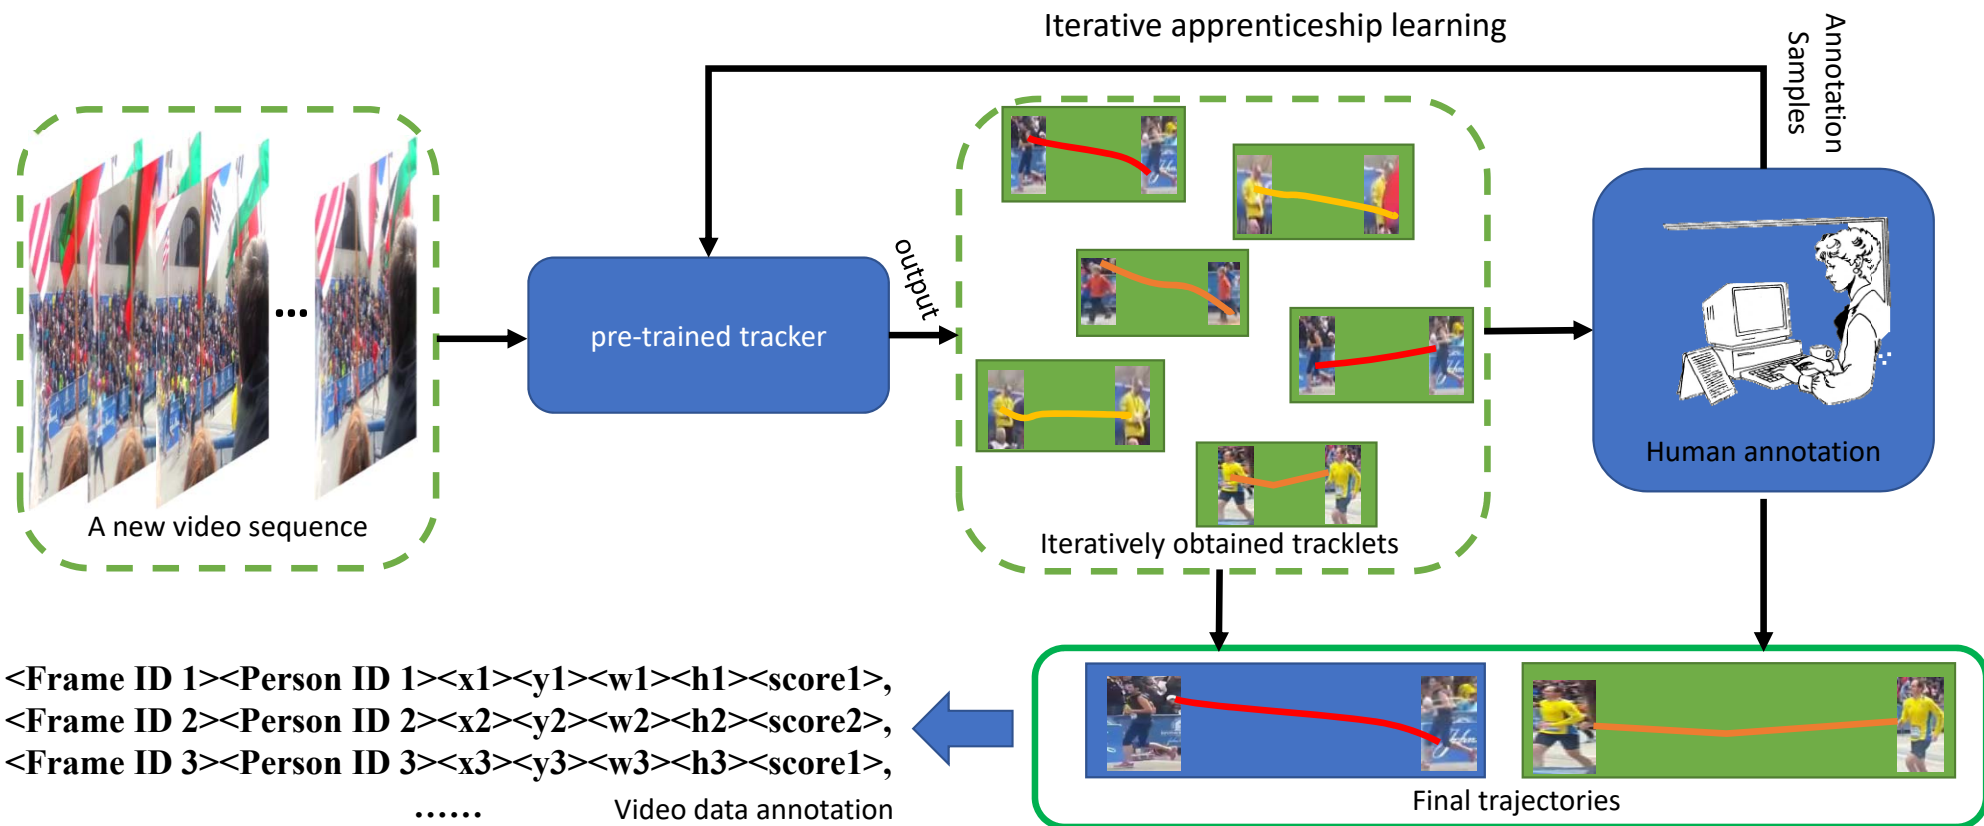 Iterative apprenticeship learning
Annotation
Samples
A new video sequence
pre-trained tracker
output
Iteratively obtained tracklets
Human annotation
<Frame ID 1><Person ID 1><x1><y1><w1><h1><score1>,
<Frame ID 2><Person ID 2><x2><y2><w2><h2><score2>,
<Frame ID 3><Person ID 3><x3><y3><w3><h3><score1>,
......
Video data annotation
Final trajectories